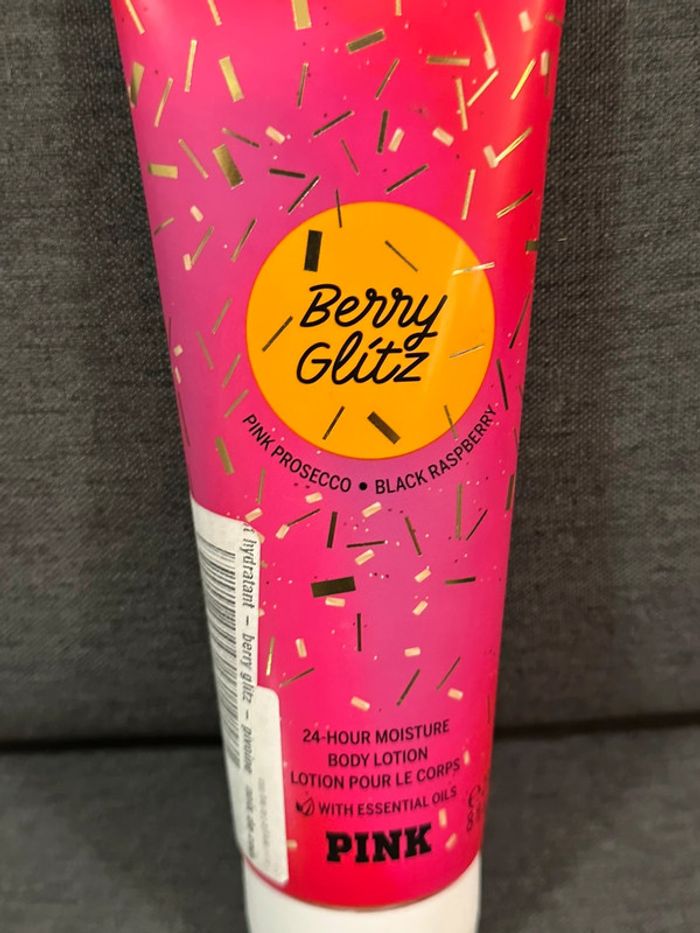 Berry
Glitz
PINK PROSECCO • BLACK RASPBERRY
hydratant – berry glitz – pivoine
24-HOUR MOISTURE
BODY LOTION
LOTION POUR LE CORPS
WITH ESSENTIAL OILS
PINK